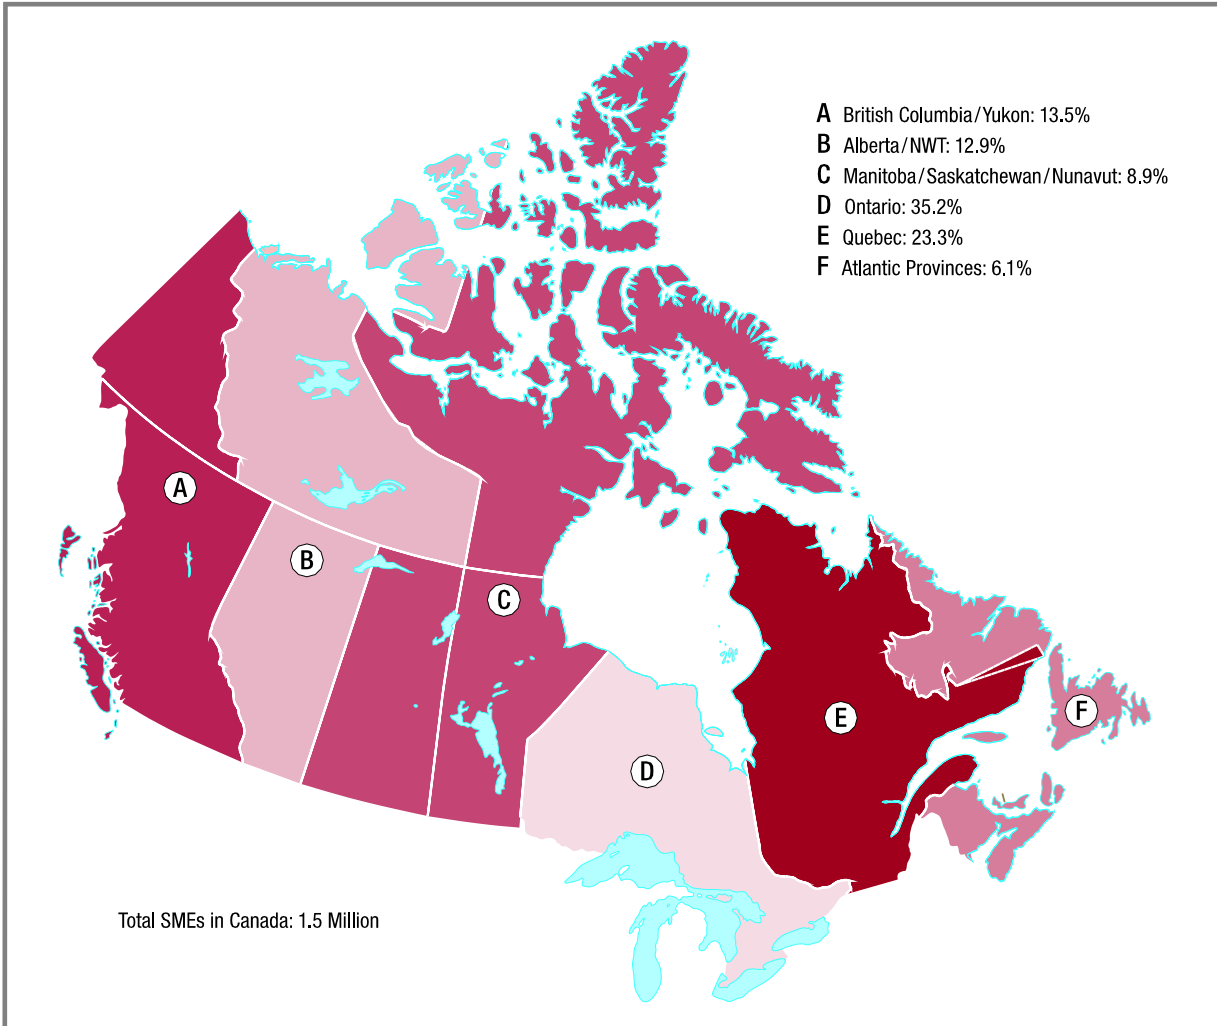 A British Columbia/Yukon: 13.5%
B Alberta/NWT: 12.9%
C Manitoba/Saskatchewan/Nunavut: 8.9%
D Ontario: 35.2%
E Quebec: 23.3%
F Atlantic Provinces: 6.1%
A
B
C
F
E
D
Total SMEs in Canada: 1.5 Million